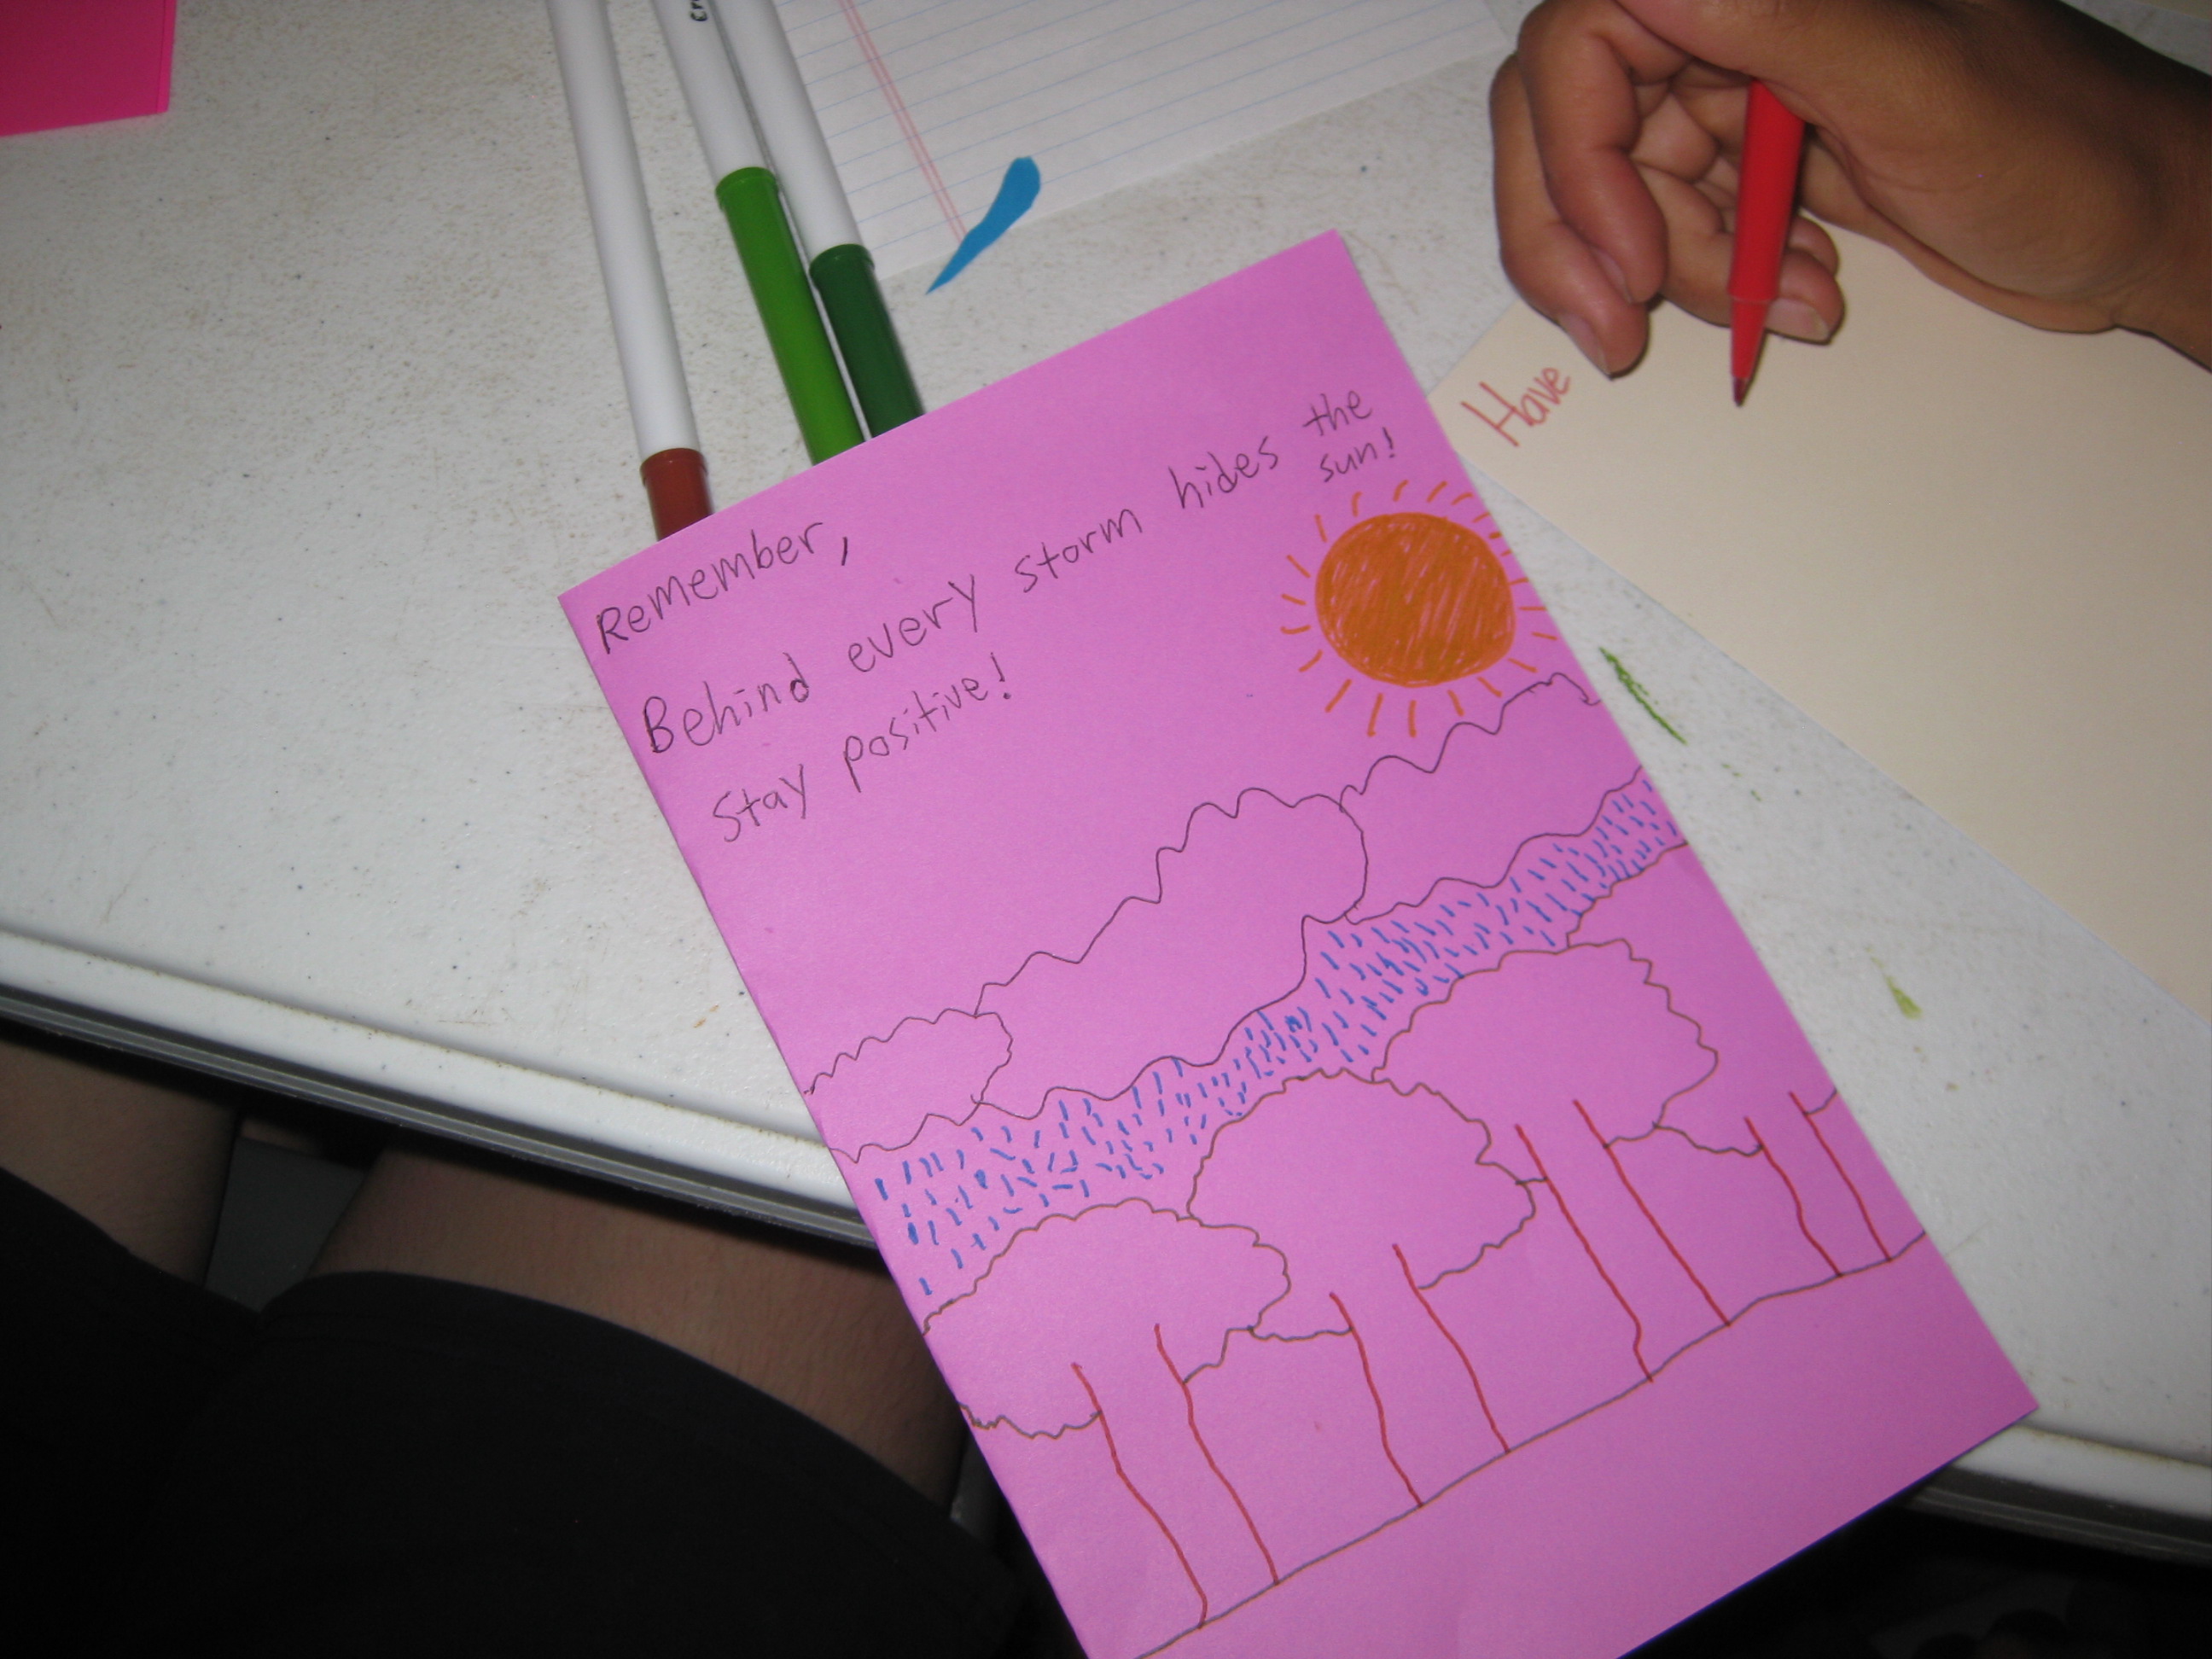 Remember,
Behind every storm hides the
sun!
Stay positive!
Have